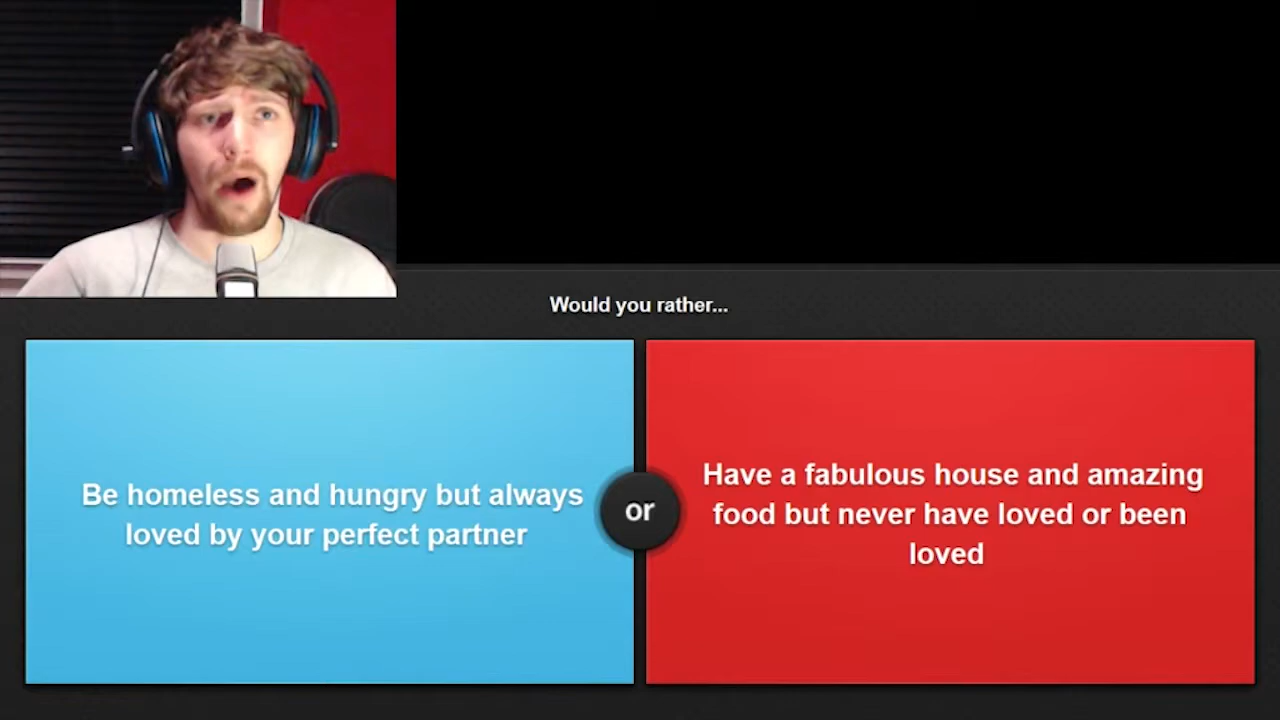 Would you rather...
Be homeless and hungry but always
loved by your perfect partner
or
Have a fabulous house and amazing
food but never have loved or been
loved